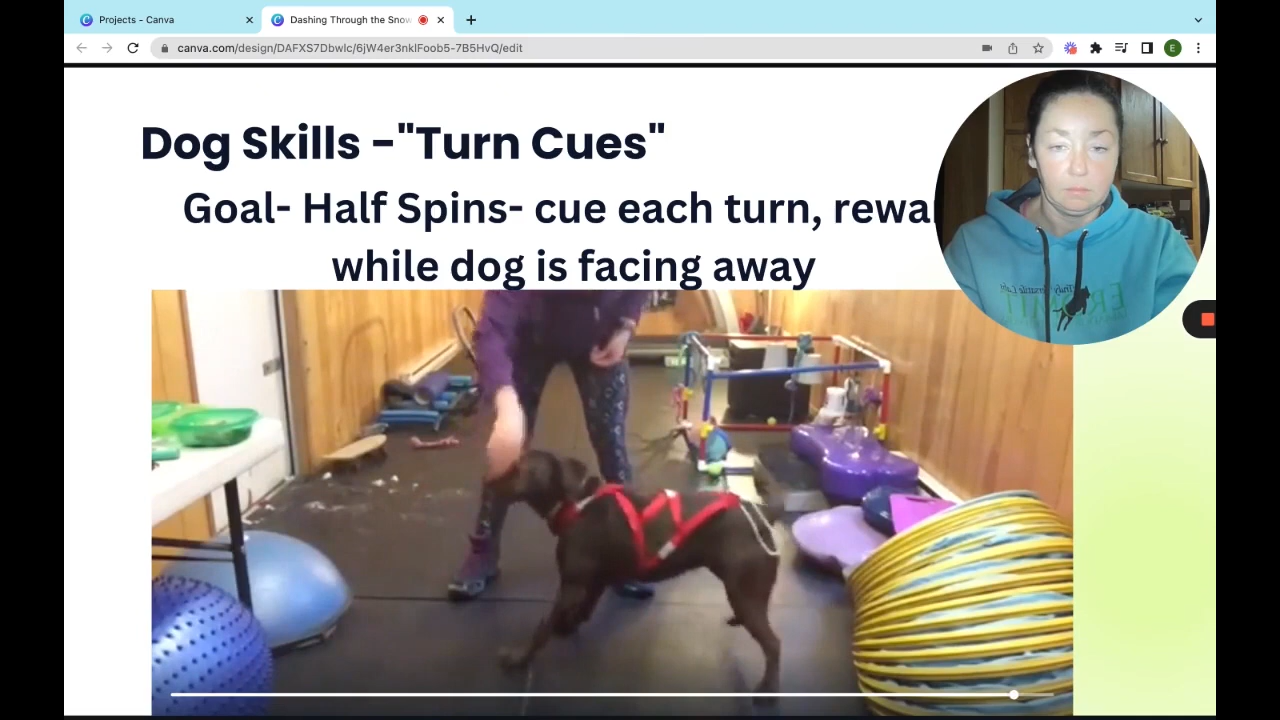 Projects - Canva
Dashing Through the Snow
canva.com/design/DAFXS7Dbwlc/6jW4er3nklFoob5-7B5HvQ/edit
E
Dog Skills -"Turn Cues"
Goal- Half Spins- cue each turn, rewar
while dog is facing away